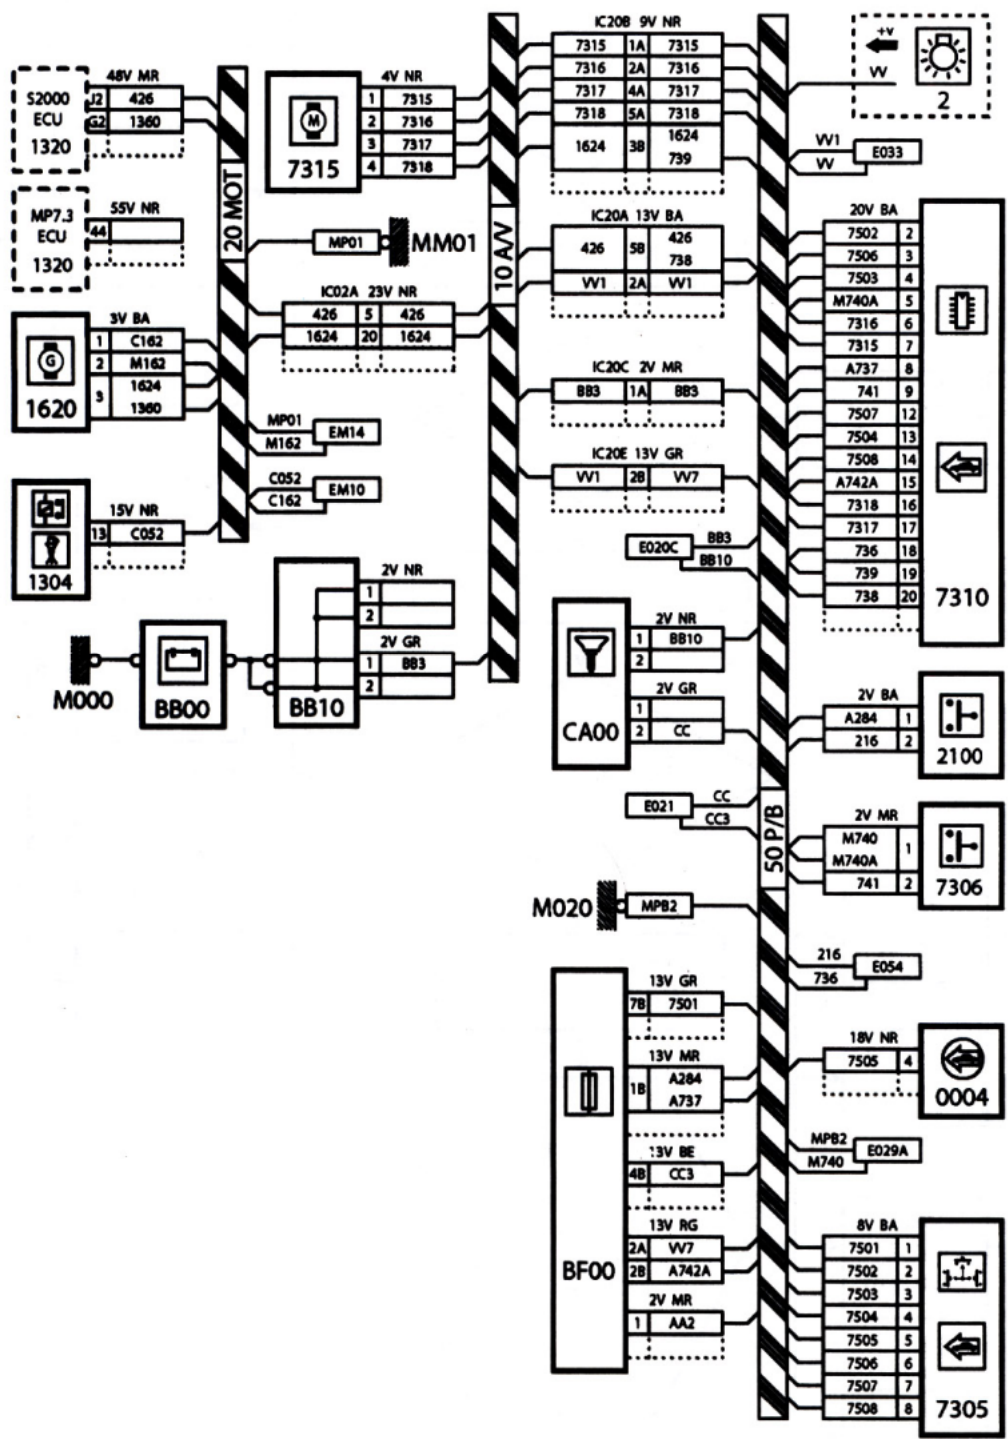 48V MR
S2000
ECU
1320
J2 426
G2 1360
MP7.3
ECU
1320
55V NR
44
3V BA
1 C162
2 M162
3 1624
1360
1620
G
15V NR
13 C052
1304
20 MOT
4V NR
1 7315
2 7316
3 7317
4 7318
M
7315
MP01
MM01
IC02A 23V NR
426 5 426
1624 20 1624
MP01
M162
EM14
C052
C162
EM10
M000
BB00
BB10
2V NR
1
2
2V GR
1 BB3
2
10 A/V
IC20B 9V NR
7315 1A 7315
7316 2A 7316
7317 4A 7317
7318 5A 7318
1624 3B 1624
739
IC20A 13V BA
426 5B 426
738
VV1 2A VV1
IC20C 2V MR
BB3 1A BB3
IC20E 13V GR
VV1 2B VV7
E020C
BB3
BB10
CA00
2V NR
1 BB10
2
2V GR
1
2 CC
E021
CC
CC3
M020
MPB2
BF00
13V GR
7B 7501
13V MR
1B A284
A737
13V BE
4B CC3
13V RG
2A VV7
2B A742A
2V MR
1 AA2
50 P/B
+V
VV
2
VV1
VV
E033
20V BA
7502 2
7506 3
7503 4
M740A 5
7316 6
7315 7
A737 8
741 9
7507 12
7504 13
7508 14
A742A 15
7318 16
7317 17
736 18
739 19
738 20
7310
2V BA
A284 1
216 2
2100
2V MR
M740
M740A 1
741 2
7306
216
736
E054
18V NR
7505 4
0004
MPB2
M740
E029A
8V BA
7501 1
7502 2
7503 3
7504 4
7505 5
7506 6
7507 7
7508 8
7305